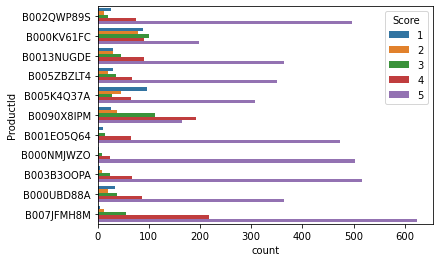 B002QWP89S
B000KV61FC
B0013NUGDE
B005ZBZLT4
B005K4Q37A
B0090X8IPM
B001EO5Q64
B000NMJWZO
B003B3OOPA
B000UBD88A
B007JFMH8M
ProductId
0 100 200 300 400 500 600
count
Score
1
2
3
4
5